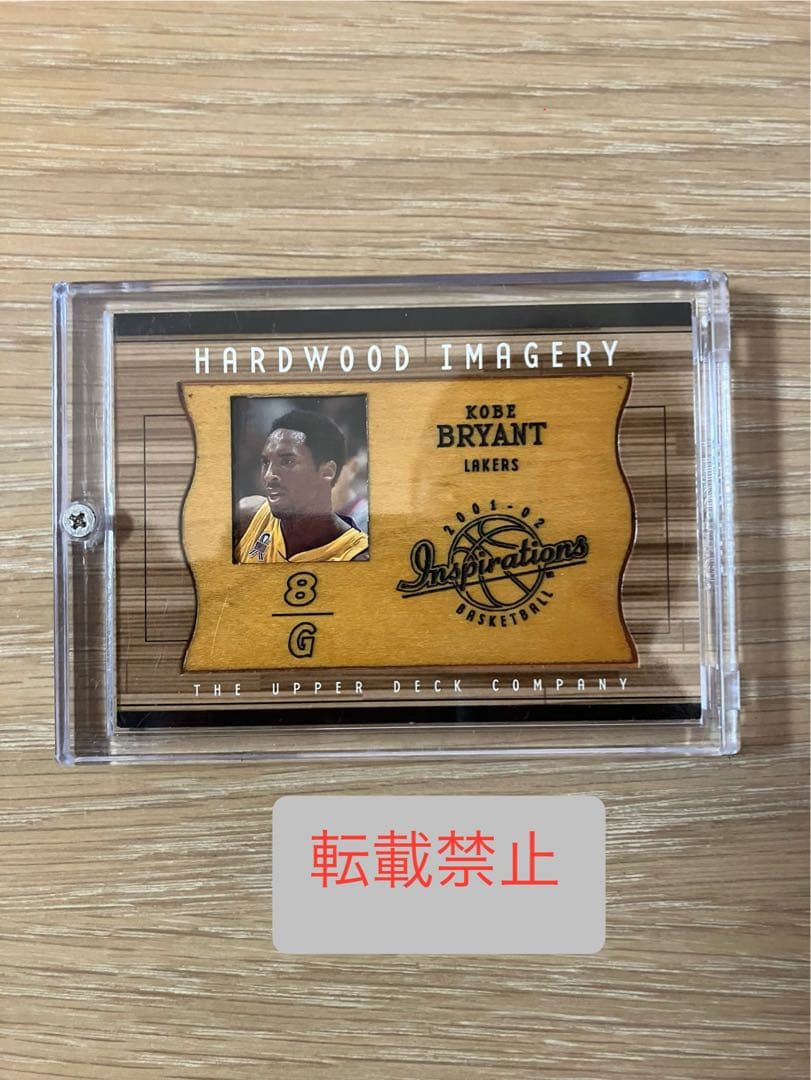 HARDWOOD IMAGERY
KOBE
BRYANT
LAKERS
2001-02
Inspirations
BASKETBALL
8
G
THE UPPER DECK COMPANY
転載禁止